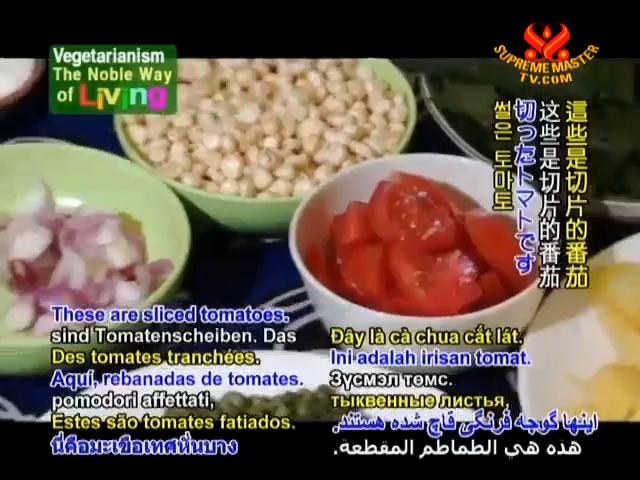 Vegetarianism
The Noble Way
of Living
SUPREME MASTER
TV.COM
這些是切片的番茄
这些是切片的番茄
切ったトマトです
썰은 토마토
These are sliced tomatoes.
sind Tomatenscheiben. Das
Des tomates tranchées.
Aquí, rebanadas de tomates.
pomodori affettati,
Estes são tomates fatiados.
นี่คือมะเขือเทศหั่นบาง
Đây là cà chua cắt lát.
Ini adalah irisan tomat.
Зүсмэл төмс.
тыквенные листья,
اینها گوجه فرنگی قاچ شده هستند.
هذه هي الطماطم المقطعة.